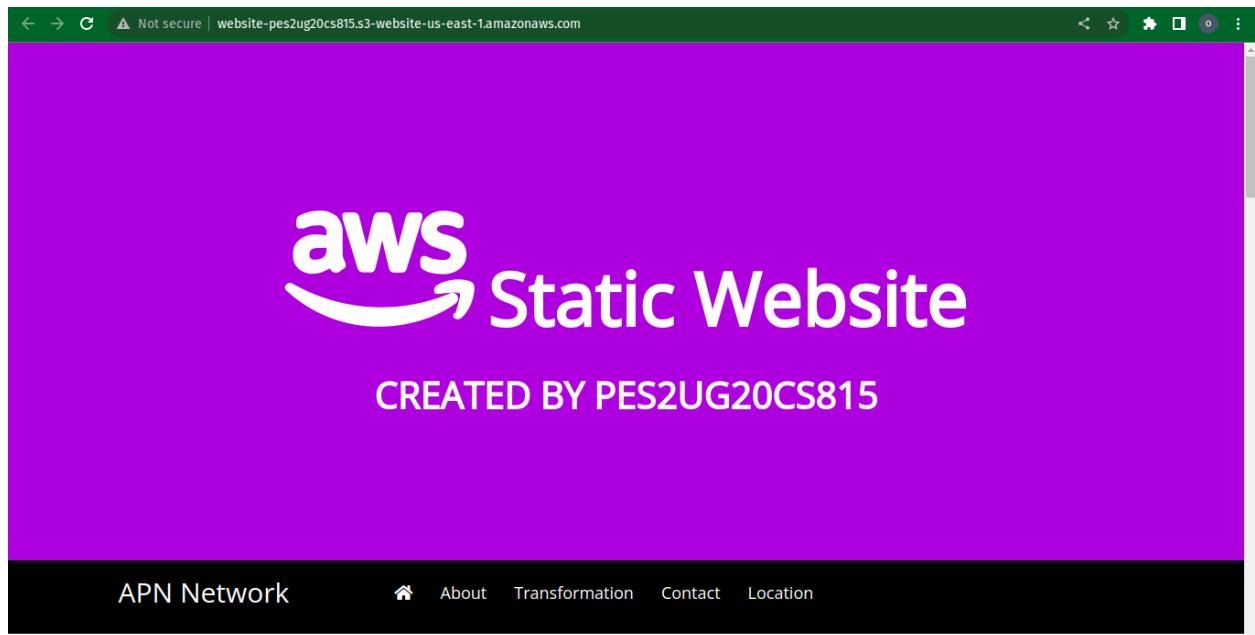 Not secure | website-pes2ug20cs815.s3-website-us-east-1.amazonaws.com
aws Static Website
CREATED BY PES2UG20CS815
APN Network About Transformation Contact Location